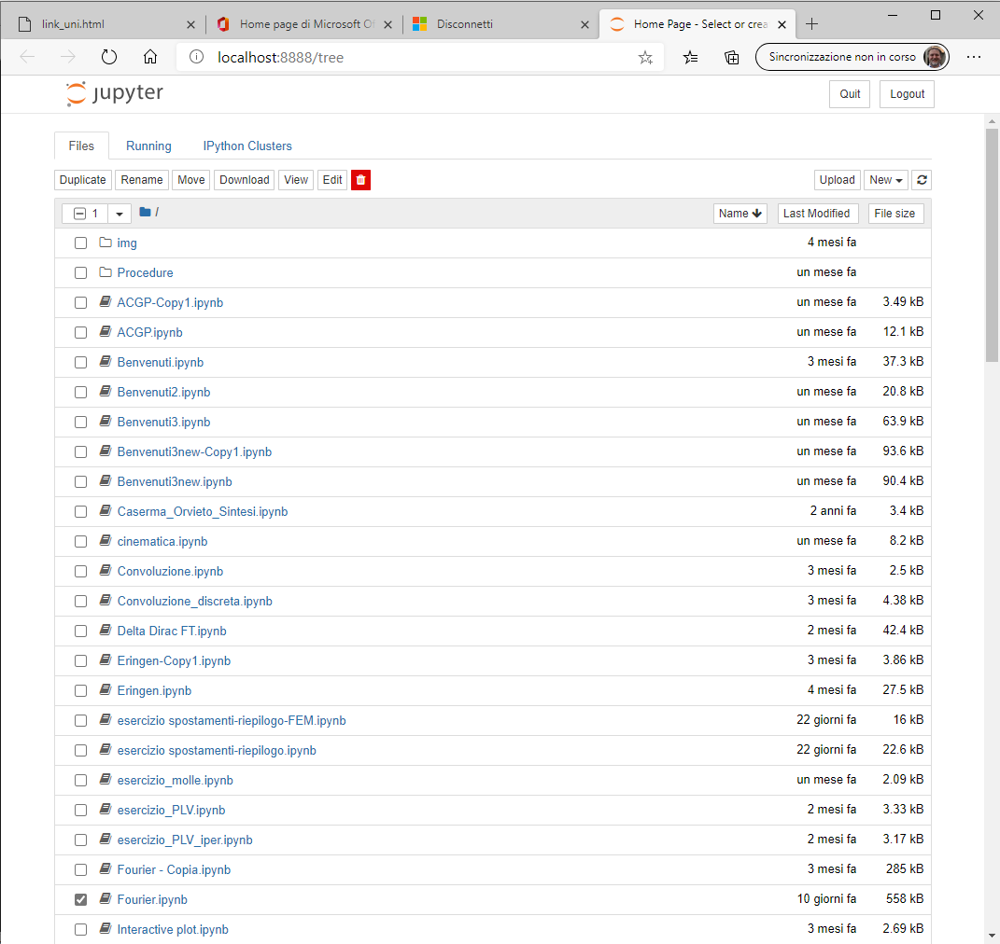 link_uni.html Home page di Microsoft Of Disconnetti Home Page - Select or crea
localhost:8888/tree Sincronizzazione non in corso
jupyter Quit Logout
Files Running IPython Clusters
Duplicate Rename Move Download View Edit Upload New
1 / Name Last Modified File size
img 4 mesi fa
Procedure un mese fa
ACGP-Copy1.ipynb un mese fa 3.49 kB
ACGP.ipynb un mese fa 12.1 kB
Benvenuti.ipynb 3 mesi fa 37.3 kB
Benvenuti2.ipynb un mese fa 20.8 kB
Benvenuti3.ipynb un mese fa 63.9 kB
Benvenuti3new-Copy1.ipynb un mese fa 93.6 kB
Benvenuti3new.ipynb un mese fa 90.4 kB
Caserma_Orvieto_Sintesi.ipynb 2 anni fa 3.4 kB
cinematica.ipynb un mese fa 8.2 kB
Convoluzione.ipynb 3 mesi fa 2.5 kB
Convoluzione_discreta.ipynb 3 mesi fa 4.38 kB
Delta Dirac FT.ipynb 2 mesi fa 42.4 kB
Eringen-Copy1.ipynb 3 mesi fa 3.86 kB
Eringen.ipynb 4 mesi fa 27.5 kB
esercizio spostamenti-riepilogo-FEM.ipynb 22 giorni fa 16 kB
esercizio spostamenti-riepilogo.ipynb 22 giorni fa 22.6 kB
esercizio_molle.ipynb un mese fa 2.09 kB
esercizio_PLV.ipynb 2 mesi fa 3.33 kB
esercizio_PLV_iper.ipynb 2 mesi fa 3.17 kB
Fourier - Copia.ipynb 3 mesi fa 285 kB
Fourier.ipynb 10 giorni fa 558 kB
Interactive plot.ipynb 3 mesi fa 2.69 kB